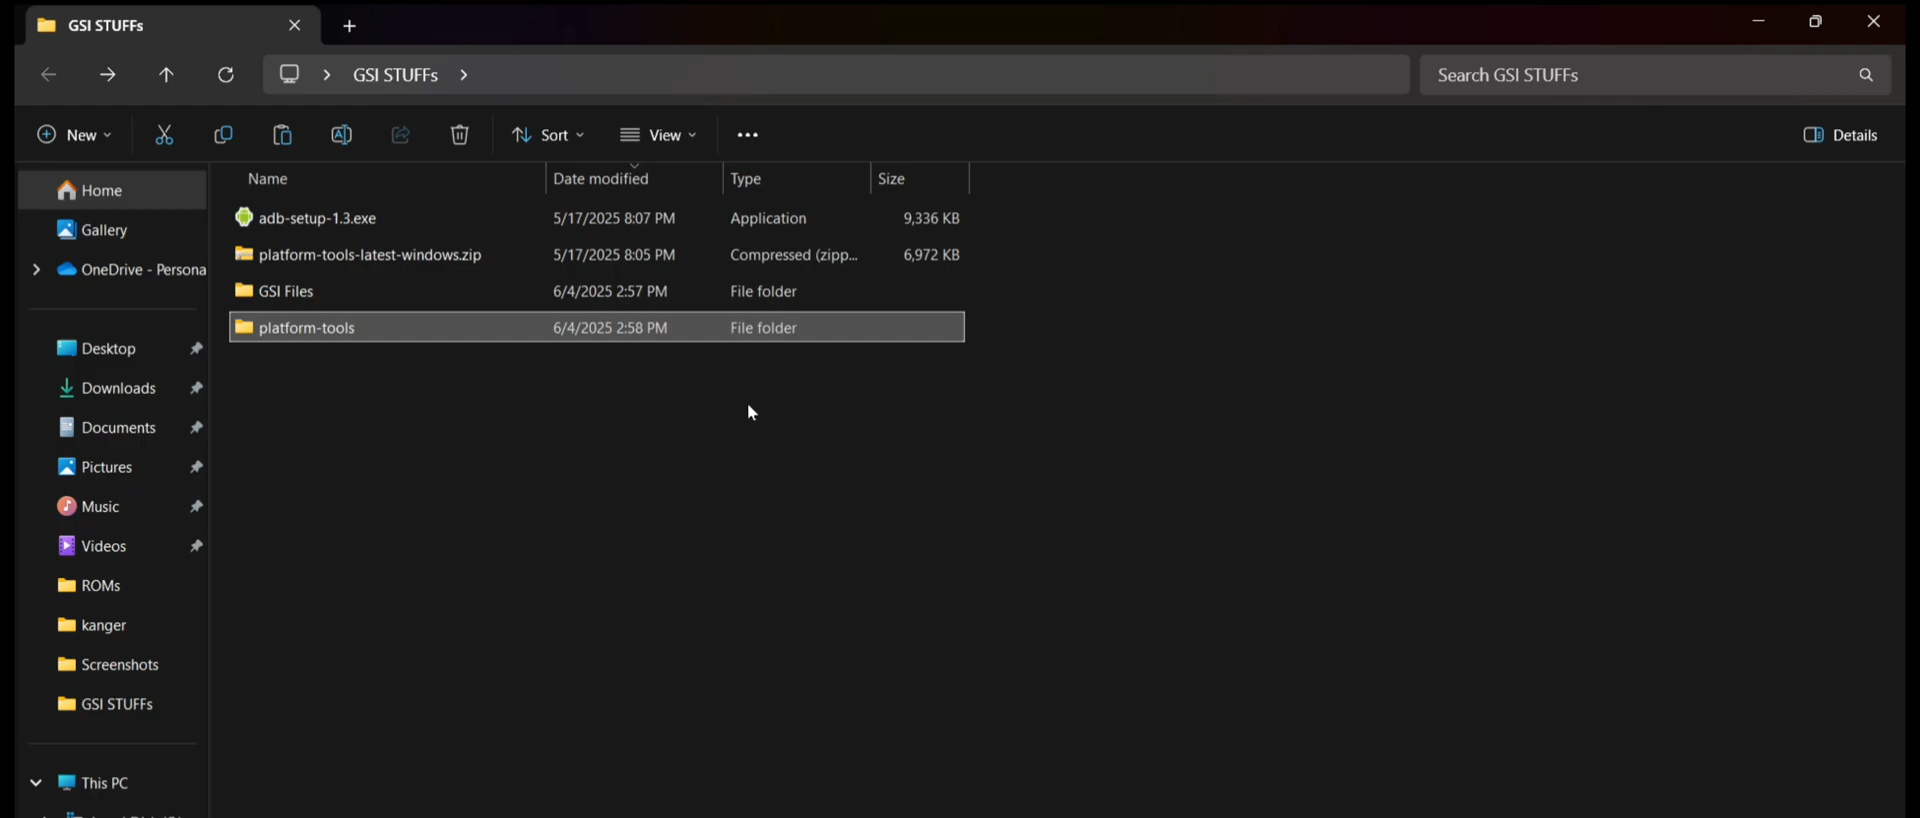 GSI STUFFs
GSI STUFFs
Search GSI STUFFs
New
Sort
View
Details
Home
Gallery
OneDrive - Persona
Desktop
Downloads
Documents
Pictures
Music
Videos
ROMs
kanger
Screenshots
GSI STUFFs
This PC
Name Date modified Type Size
adb-setup-1.3.exe 5/17/2025 8:07 PM Application 9,336 KB
platform-tools-latest-windows.zip 5/17/2025 8:05 PM Compressed (zipp... 6,972 KB
GSI Files 6/4/2025 2:57 PM File folder
platform-tools 6/4/2025 2:58 PM File folder